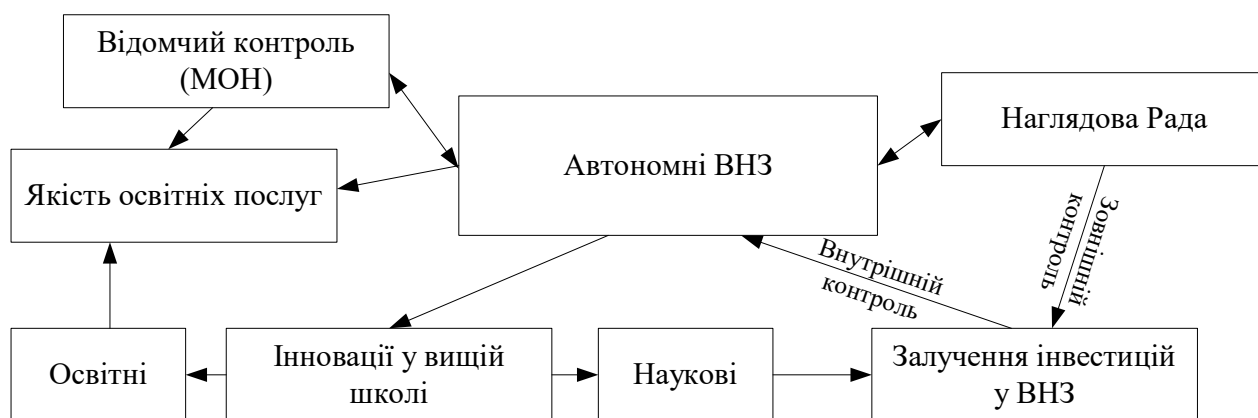 Відомчий контроль
(МОН)
Автономні ВНЗ
Наглядова Рада
Якість освітніх послуг
Зовнішній
контроль
Внутрішній
контроль
Освітні
Інновації у вищій
школі
Наукові
Залучення інвестицій
у ВНЗ